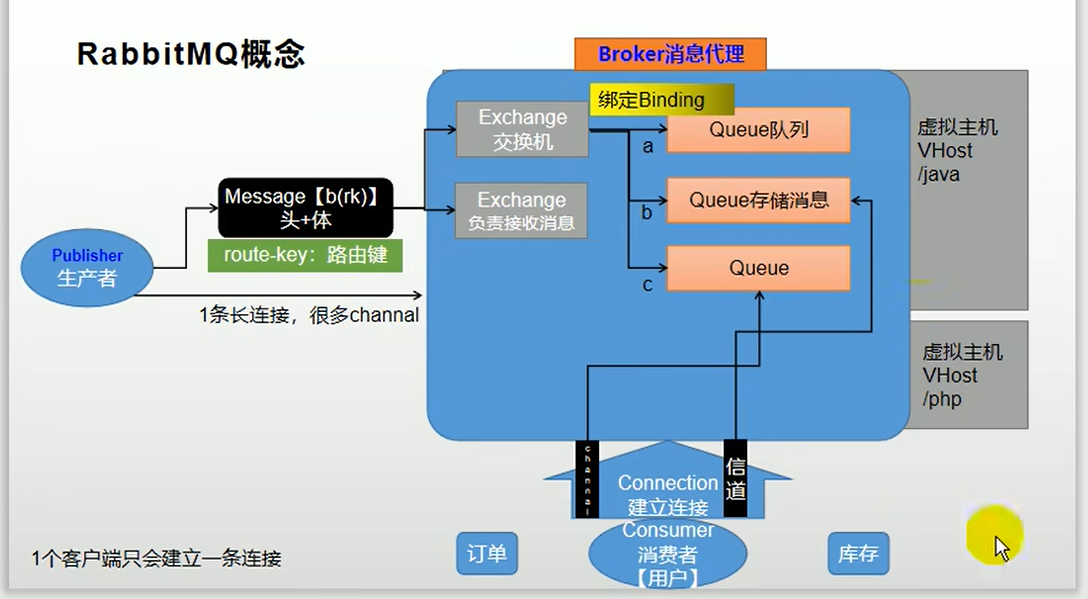 RabbitMQ概念
Broker消息代理
绑定Binding
Exchange
交换机
Queue队列
a
虚拟主机
VHost
/java
Message【b(rk)】
头+体
Exchange
负责接收消息
Queue存储消息
b
route-key：路由键
Publisher
生产者
Queue
c
1条长连接，很多channal
虚拟主机
VHost
/php
channal
信道
Connection
建立连接
Consumer
消费者
【用户】
订单
库存
1个客户端只会建立一条连接